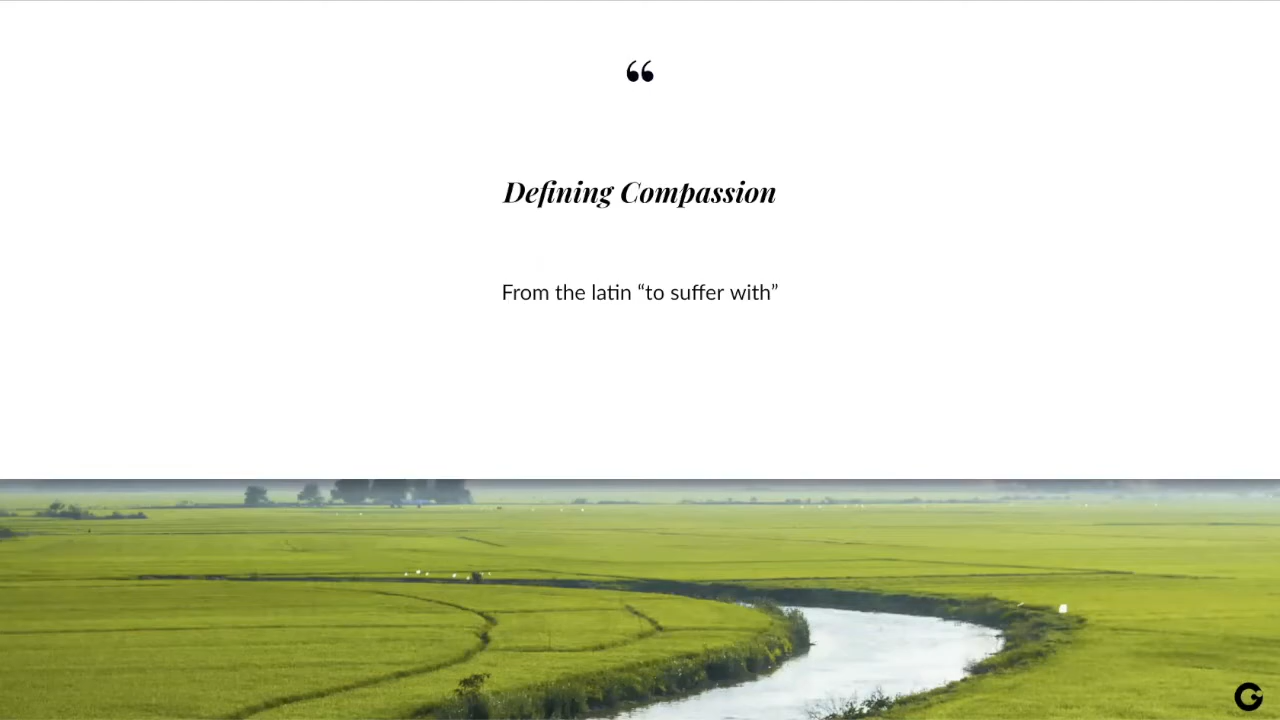 “
Defining Compassion
From the latin “to suffer with”